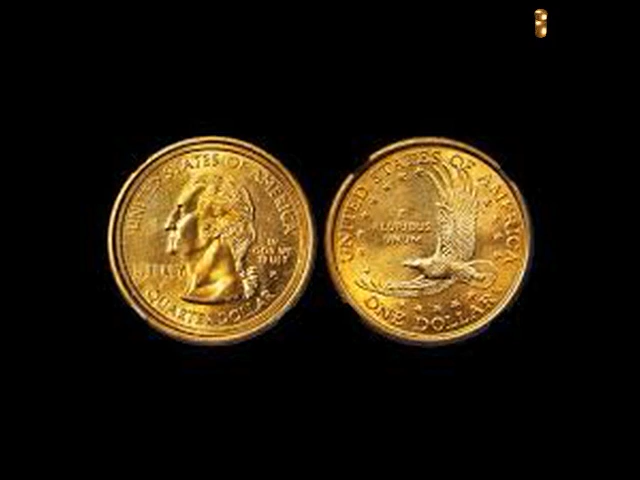 UNITED STATES OF AMERICA
LIBERTY
IN
GOD WE
TRUST
P
QUARTER DOLLAR
UNITED STATES OF AMERICA
E
PLURIBUS
UNUM
ONE DOLLAR